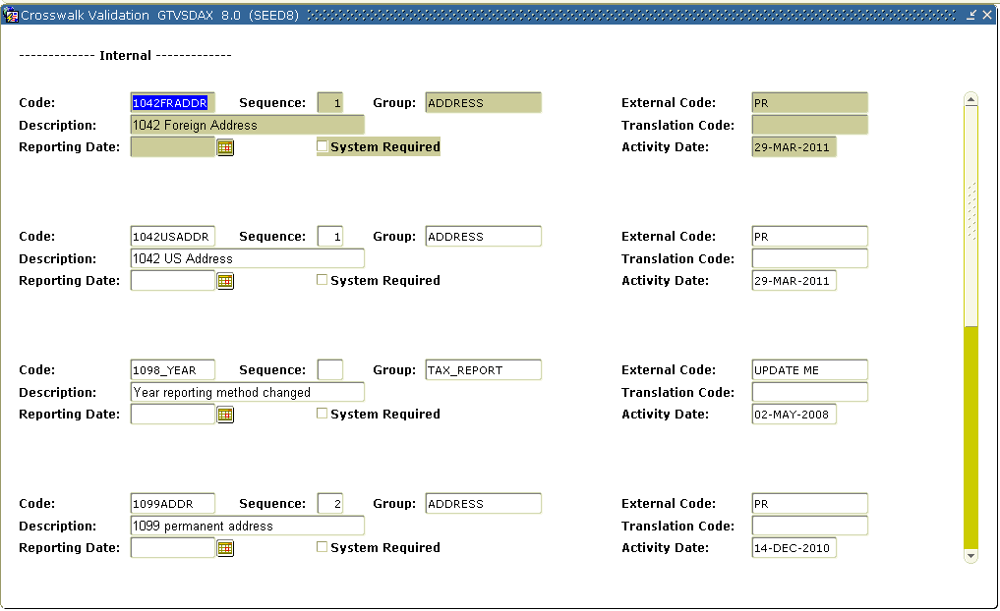 Crosswalk Validation GTVSDAX 8.0 (SEED8)
------------- Internal -------------
Code: 1042FRADDR Sequence: 1 Group: ADDRESS External Code: PR
Description: 1042 Foreign Address Translation Code:
Reporting Date: System Required Activity Date: 29-MAR-2011
Code: 1042USADDR Sequence: 1 Group: ADDRESS External Code: PR
Description: 1042 US Address Translation Code:
Reporting Date: System Required Activity Date: 29-MAR-2011
Code: 1098_YEAR Sequence: Group: TAX_REPORT External Code: UPDATE ME
Description: Year reporting method changed Translation Code:
Reporting Date: System Required Activity Date: 02-MAY-2008
Code: 1099ADDR Sequence: 2 Group: ADDRESS External Code: PR
Description: 1099 permanent address Translation Code:
Reporting Date: System Required Activity Date: 14-DEC-2010